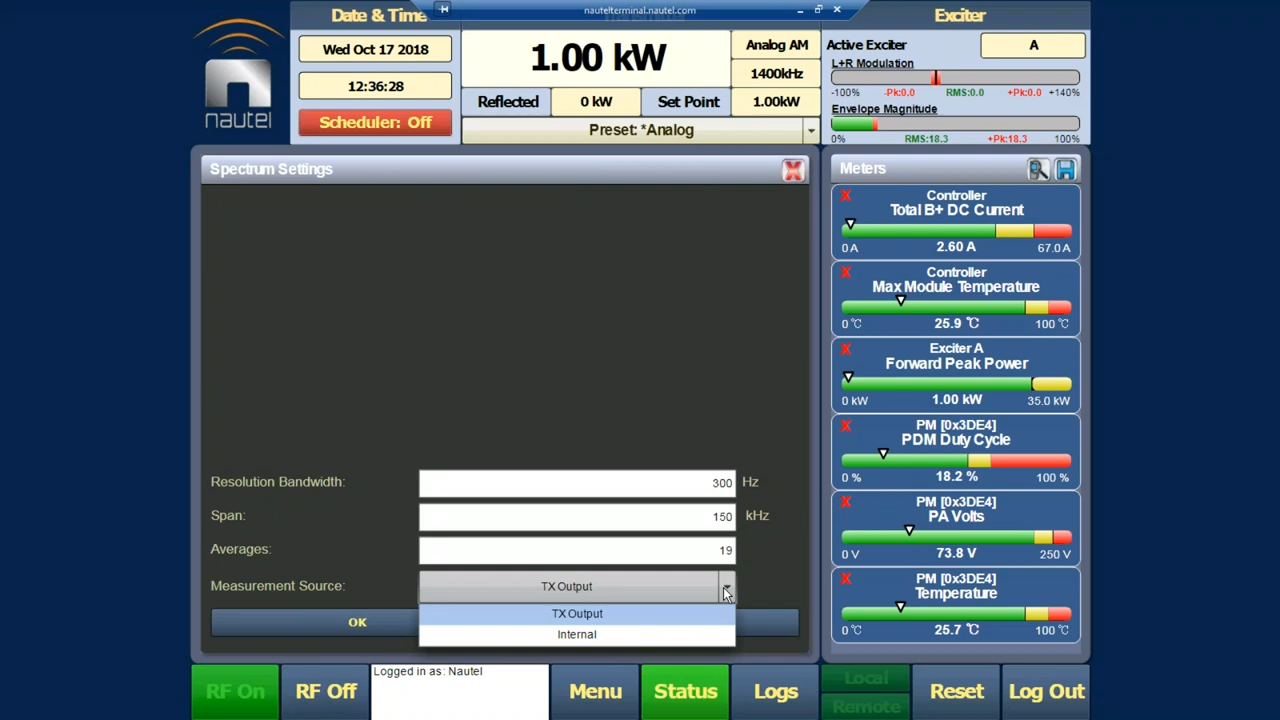 nautelterminal.nautel.com
Date & Time
Wed Oct 17 2018
12:36:28
Scheduler: Off
nautel
1.00 kW
Analog AM
1400kHz
Reflected
0 kW
Set Point
1.00kW
Preset: *Analog
Exciter
Active Exciter
A
L+R Modulation
-100%
-Pk:0.0
RMS:0.0
+Pk:0.0
+140%
Envelope Magnitude
0%
RMS:18.3
+Pk:18.3
100%
Spectrum Settings
Resolution Bandwidth:
300
Hz
Span:
150
kHz
Averages:
19
Measurement Source:
TX Output
TX Output
Internal
OK
Meters
Controller
Total B+ DC Current
0 A
2.60 A
67.0 A
Controller
Max Module Temperature
0 °C
25.9 °C
100 °C
Exciter A
Forward Peak Power
0 kW
1.00 kW
35.0 kW
PM [0x3DE4]
PDM Duty Cycle
0 %
18.2 %
100 %
PM [0x3DE4]
PA Volts
0 V
73.8 V
250 V
PM [0x3DE4]
Temperature
0 °C
25.7 °C
100 °C
RF On
RF Off
Logged in as: Nautel
Menu
Status
Logs
Local
Remote
Reset
Log Out